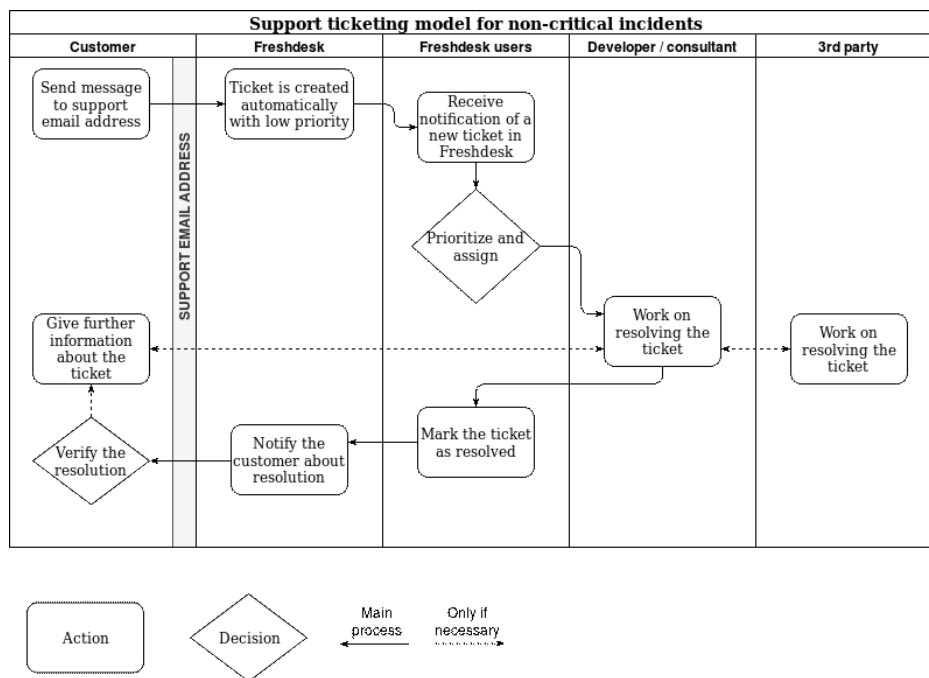 Support ticketing model for non-critical incidents
Customer
Freshdesk
Freshdesk users
Developer / consultant
3rd party
SUPPORT EMAIL ADDRESS
Send message
to support
email address
Ticket is created
automatically
with low priority
Receive
notification of a
new ticket in
Freshdesk
Prioritize and
assign
Give further
information
about the
ticket
Work on
resolving the
ticket
Work on
resolving the
ticket
Verify the
resolution
Notify the
customer about
resolution
Mark the ticket
as resolved
Action
Decision
Main
process
Only if
necessary